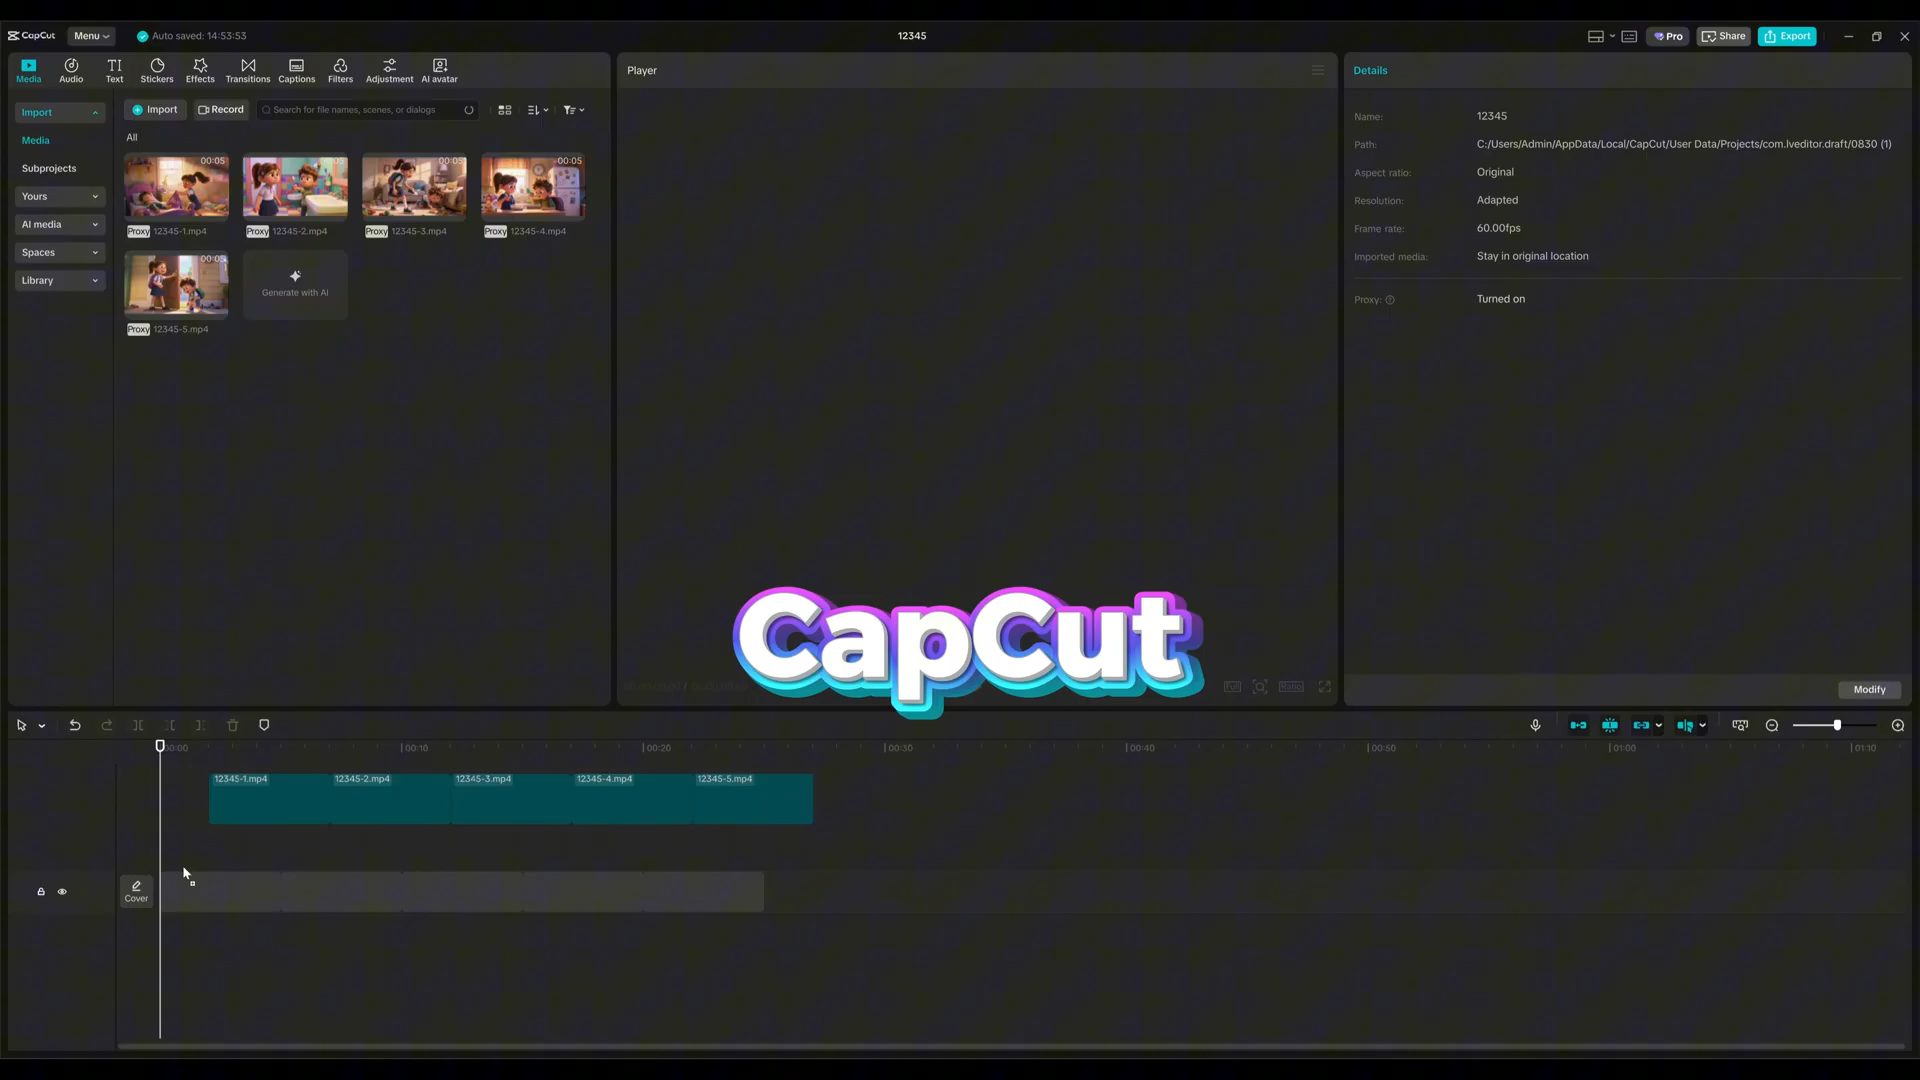 CapCut
Menu
Auto saved: 14:53:53
12345
Pro
Share
Export
Media
Audio
Text
Stickers
Effects
Transitions
Captions
Filters
Adjustment
AI avatar
Import
Media
Subprojects
Yours
AI media
Spaces
Library
Import
Record
Search for file names, scenes, or dialogs
All
00:05
00:05
00:05
Proxy 12345-1.mp4
Proxy 12345-2.mp4
Proxy 12345-3.mp4
Proxy 12345-4.mp4
00:05
Generate with AI
Proxy 12345-5.mp4
Player
CapCut
Full
Ratio
Details
Name: 12345
Path: C:/Users/Admin/AppData/Local/CapCut/User Data/Projects/com.lveditor.draft/0830 (1)
Aspect ratio: Original
Resolution: Adapted
Frame rate: 60.00fps
Imported media: Stay in original location
Proxy: Turned on
Modify
00:00
00:10
00:20
00:30
00:40
00:50
01:00
01:10
12345-1.mp4
12345-2.mp4
12345-3.mp4
12345-4.mp4
12345-5.mp4
Cover